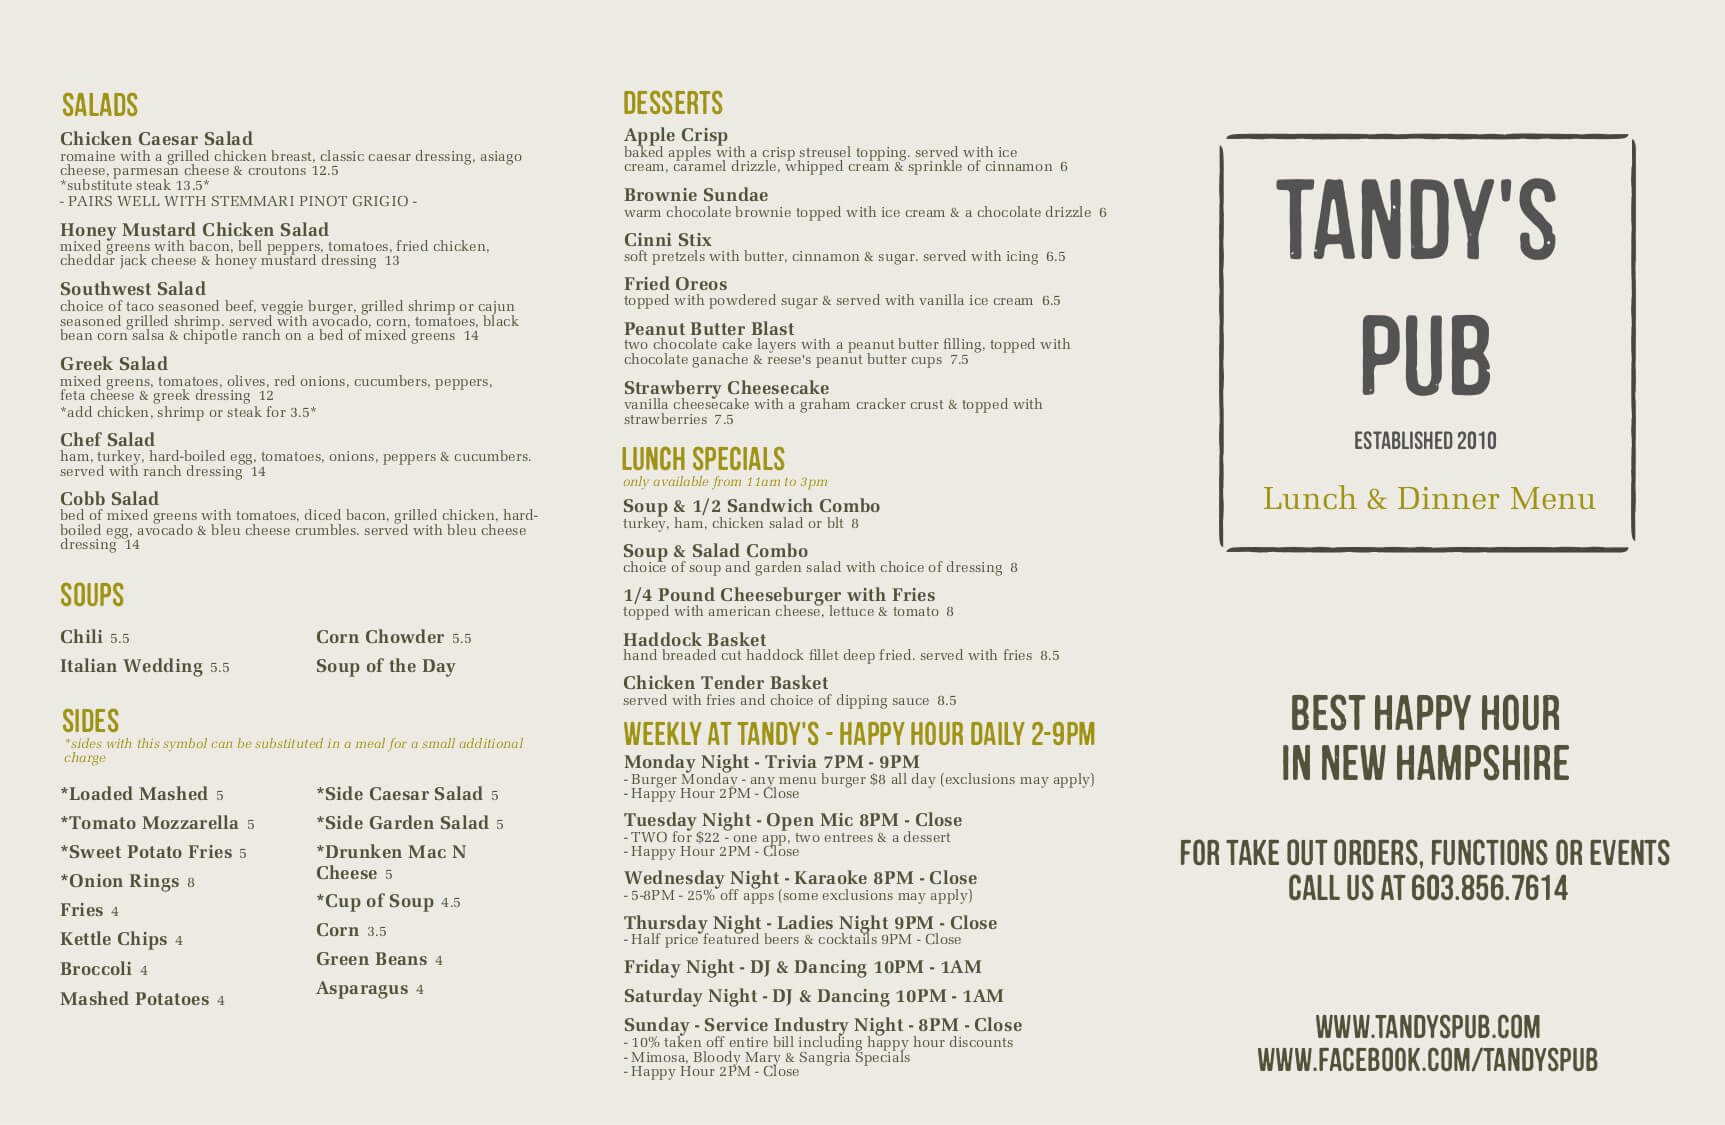 SALADS
Chicken Caesar Salad
romaine with a grilled chicken breast, classic caesar dressing, asiago
cheese, parmesan cheese & croutons 12.5
*substitute steak 13.5*
- PAIRS WELL WITH STEMMARI PINOT GRIGIO -
Honey Mustard Chicken Salad
mixed greens with bacon, bell peppers, tomatoes, fried chicken,
cheddar jack cheese & honey mustard dressing 13
Southwest Salad
choice of taco seasoned beef, veggie burger, grilled shrimp or cajun
seasoned grilled shrimp. served with avocado, corn, tomatoes, black
bean corn salsa & chipotle ranch on a bed of mixed greens 14
Greek Salad
mixed greens, tomatoes, olives, red onions, cucumbers, peppers,
feta cheese & greek dressing 12
*add chicken, shrimp or steak for 3.5*
Chef Salad
ham, turkey, hard-boiled egg, tomatoes, onions, peppers & cucumbers.
served with ranch dressing 14
Cobb Salad
bed of mixed greens with tomatoes, diced bacon, grilled chicken, hard-
boiled egg, avocado & bleu cheese crumbles. served with bleu cheese
dressing 14
SOUPS
Chili 5.5
Italian Wedding 5.5
Corn Chowder 5.5
Soup of the Day
SIDES
*sides with this symbol can be substituted in a meal for a small additional
charge
*Loaded Mashed 5
*Tomato Mozzarella 5
*Sweet Potato Fries 5
*Onion Rings 8
Fries 4
Kettle Chips 4
Broccoli 4
Mashed Potatoes 4
*Side Caesar Salad 5
*Side Garden Salad 5
*Drunken Mac N
Cheese 5
*Cup of Soup 4.5
Corn 3.5
Green Beans 4
Asparagus 4
DESSERTS
Apple Crisp
baked apples with a crisp streusel topping. served with ice
cream, caramel drizzle, whipped cream & sprinkle of cinnamon 6
Brownie Sundae
warm chocolate brownie topped with ice cream & a chocolate drizzle 6
Cinni Stix
soft pretzels with butter, cinnamon & sugar. served with icing 6.5
Fried Oreos
topped with powdered sugar & served with vanilla ice cream 6.5
Peanut Butter Blast
two chocolate cake layers with a peanut butter filling, topped with
chocolate ganache & reese's peanut butter cups 7.5
Strawberry Cheesecake
vanilla cheesecake with a graham cracker crust & topped with
strawberries 7.5
LUNCH SPECIALS
only available from 11am to 3pm
Soup & 1/2 Sandwich Combo
turkey, ham, chicken salad or blt 8
Soup & Salad Combo
choice of soup and garden salad with choice of dressing 8
1/4 Pound Cheeseburger with Fries
topped with american cheese, lettuce & tomato 8
Haddock Basket
hand breaded cut haddock fillet deep fried. served with fries 8.5
Chicken Tender Basket
served with fries and choice of dipping sauce 8.5
WEEKLY AT TANDY'S - HAPPY HOUR DAILY 2-9PM
Monday Night - Trivia 7PM - 9PM
- Burger Monday - any menu burger $8 all day (exclusions may apply)
- Happy Hour 2PM - Close
Tuesday Night - Open Mic 8PM - Close
- TWO for $22 - one app, two entrees & a dessert
- Happy Hour 2PM - Close
Wednesday Night - Karaoke 8PM - Close
- 5-8PM - 25% off apps (some exclusions may apply)
Thursday Night - Ladies Night 9PM - Close
- Half price featured beers & cocktails 9PM - Close
Friday Night - DJ & Dancing 10PM - 1AM
Saturday Night - DJ & Dancing 10PM - 1AM
Sunday - Service Industry Night - 8PM - Close
- 10% taken off entire bill including happy hour discounts
- Mimosa, Bloody Mary & Sangria Specials
- Happy Hour 2PM - Close
TANDY'S
PUB
ESTABLISHED 2010
Lunch & Dinner Menu
BEST HAPPY HOUR
IN NEW HAMPSHIRE
FOR TAKE OUT ORDERS, FUNCTIONS OR EVENTS
CALL US AT 603.856.7614
WWW.TANDYSPUB.COM
WWW.FACEBOOK.COM/TANDYSPUB